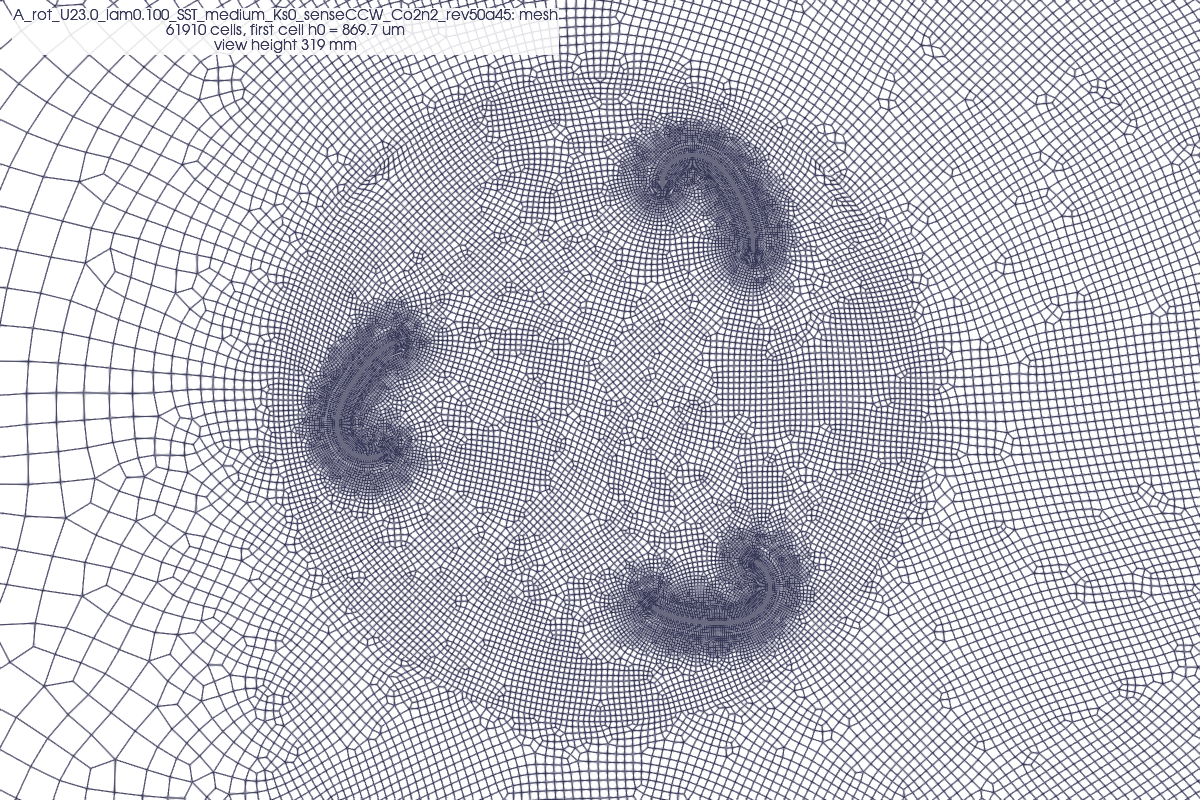 A_rot_U23.0_lam0.100_SST_medium_Ks0_senseCCW_Co2n2_rev50a45: mesh
61910 cells, first cell h0 = 869.7 um
view height 319 mm